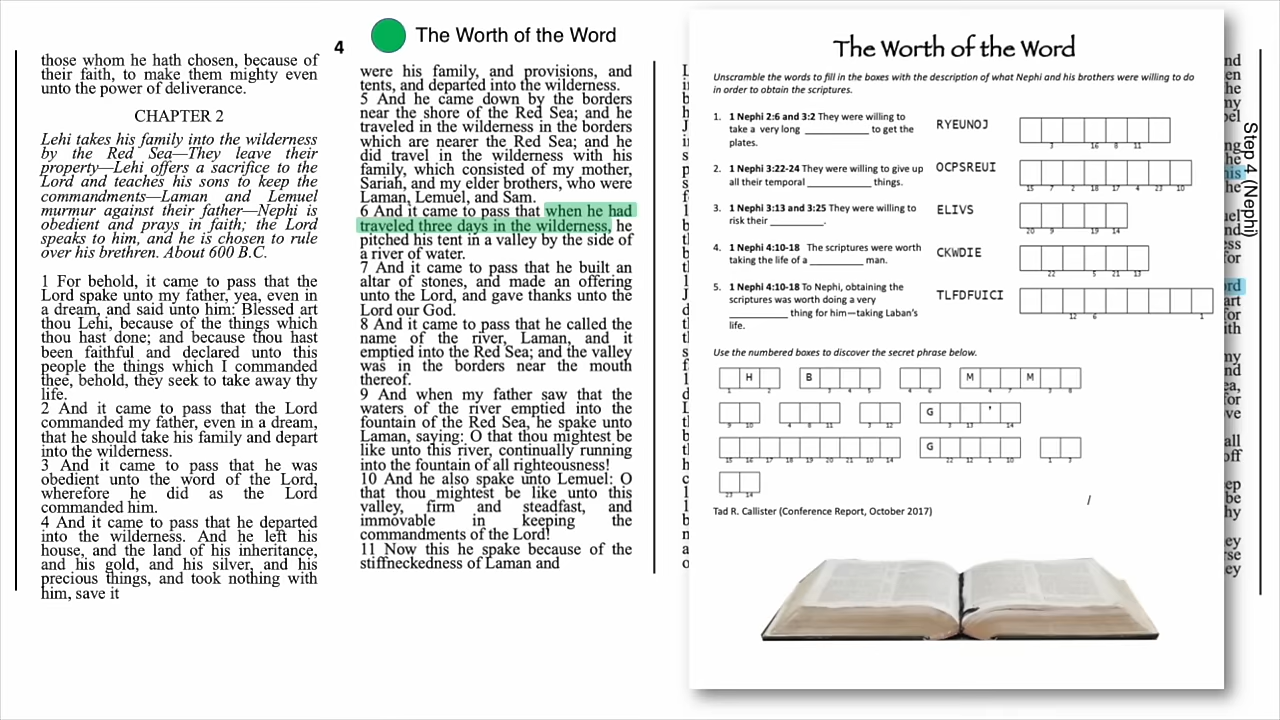 those whom he hath chosen, because of
their faith, to make them mighty even
unto the power of deliverance.
CHAPTER 2
Lehi takes his family into the wilderness
by the Red Sea—They leave their
property—Lehi offers a sacrifice to the
Lord and teaches his sons to keep the
commandments—Laman and Lemuel
murmur against their father—Nephi is
obedient and prays in faith; the Lord
speaks to him, and he is chosen to rule
over his brethren. About 600 B.C.
1 For behold, it came to pass that the
Lord spake unto my father, yea, even in
a dream, and said unto him: Blessed art
thou Lehi, because of the things which
thou hast done; and because thou hast
been faithful and declared unto this
people the things which I commanded
thee, behold, they seek to take away thy
life.
2 And it came to pass that the Lord
commanded my father, even in a dream,
that he should take his family and depart
into the wilderness.
3 And it came to pass that he was
obedient unto the word of the Lord,
wherefore he did as the Lord
commanded him.
4 And it came to pass that he departed
into the wilderness. And he left his
house, and the land of his inheritance,
and his gold, and his silver, and his
precious things, and took nothing with
him, save it
4
The Worth of the Word
were his family, and provisions, and
tents, and departed into the wilderness.
5 And he came down by the borders
near the shore of the Red Sea; and he
traveled in the wilderness in the borders
which are nearer the Red Sea; and he
did travel in the wilderness with his
family, which consisted of my mother,
Sariah, and my elder brothers, who were
Laman, Lemuel, and Sam.
6 And it came to pass that when he had
traveled three days in the wilderness, he
pitched his tent in a valley by the side of
a river of water.
7 And it came to pass that he built an
altar of stones, and made an offering
unto the Lord, and gave thanks unto the
Lord our God.
8 And it came to pass that he called the
name of the river, Laman, and it
emptied into the Red Sea; and the valley
was in the borders near the mouth
thereof.
9 And when my father saw that the
waters of the river emptied into the
fountain of the Red Sea, he spake unto
Laman, saying: O that thou mightest be
like unto this river, continually running
into the fountain of all righteousness!
10 And he also spake unto Lemuel: O
that thou mightest be like unto this
valley, firm and steadfast, and
immovable in keeping the
commandments of the Lord!
11 Now this he spake because of the
stiffneckedness of Laman and
The Worth of the Word
Unscramble the words to fill in the boxes with the description of what Nephi and his brothers were willing to do
in order to obtain the scriptures.
1. 1 Nephi 2:6 and 3:2 They were willing to
take a very long ____________ to get the
plates.
RYEUNOJ
7 16 8 11
2. 1 Nephi 3:22-24 They were willing to give up
all their temporal ____________ things.
OCPSREUI
15 7 2 18 17 4 23 10
3. 1 Nephi 3:13 and 3:25 They were willing to
risk their __________.
ELIVS
20 9 19 14
4. 1 Nephi 4:10-18 The scriptures were worth
taking the life of a __________ man.
CKWDIE
22 5 21 13
5. 1 Nephi 4:10-18 To Nephi, obtaining the
scriptures was worth doing a very
___________ thing for him—taking Laban's
life.
TLFDFUICI
12 6 1
Use the numbered boxes to discover the secret phrase below.
H B M M
G '
G
Tad R. Callister (Conference Report, October 2017)
Step 4 (Nephi)